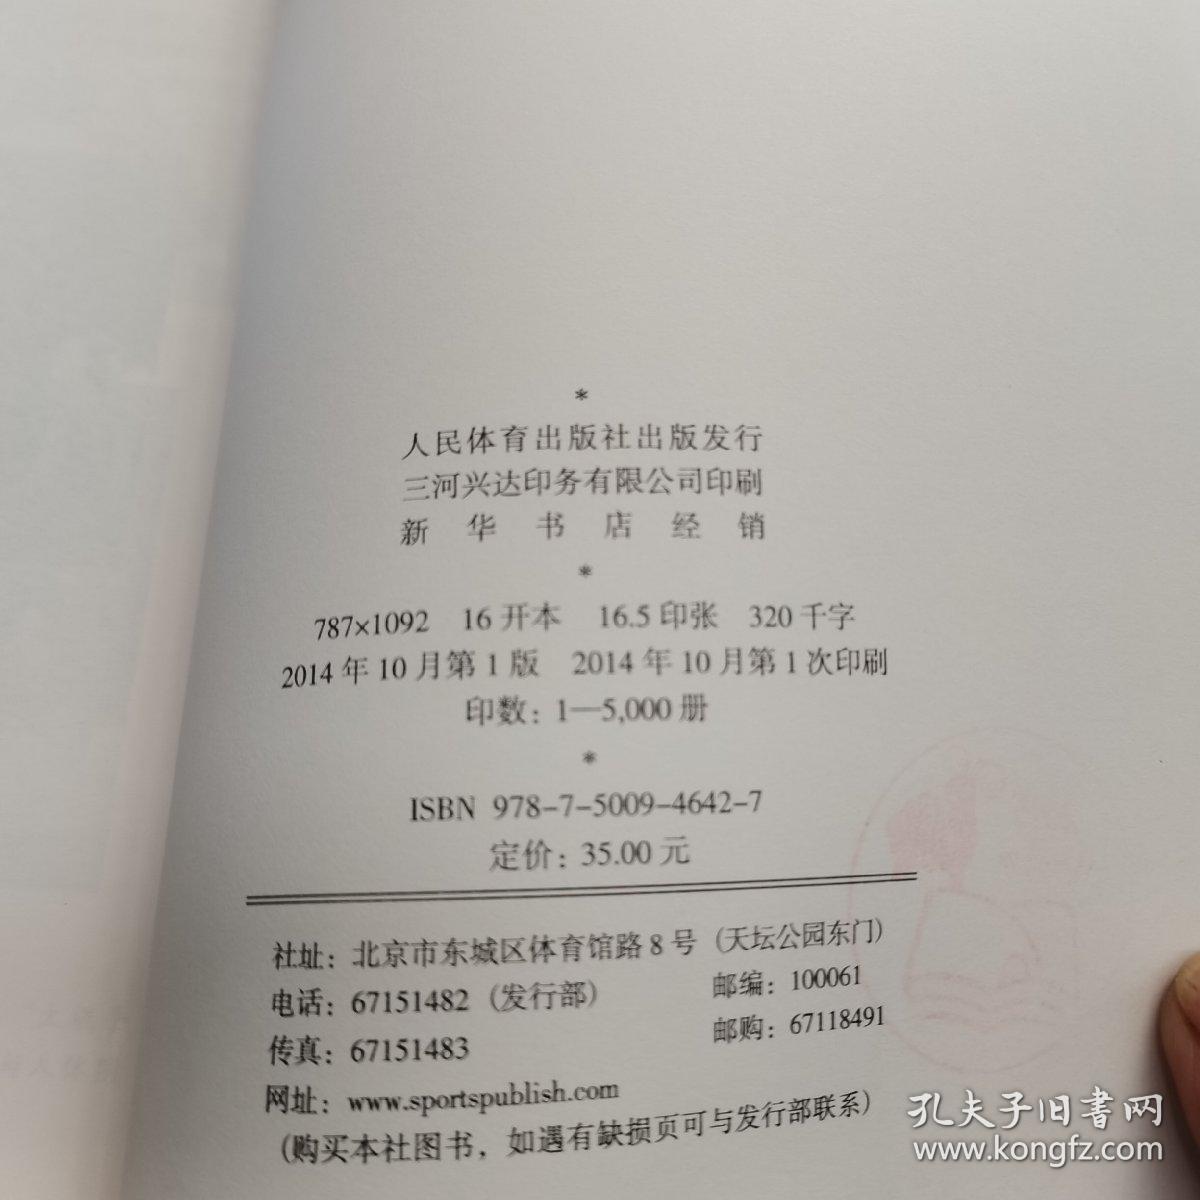 *
人民体育出版社出版发行
三河兴达印务有限公司印刷
新 华 书 店 经 销
*
787×1092 16 开本 16.5 印张 320 千字
2014 年 10 月第 1 版 2014 年 10 月第 1 次印刷
印数：1—5,000 册
*
ISBN 978-7-5009-4642-7
定价：35.00 元
社址：北京市东城区体育馆路 8 号（天坛公园东门）
电话：67151482（发行部） 邮编：100061
传真：67151483 邮购：67118491
网址：www.sportspublish.com
（购买本社图书，如遇有缺损页可与发行部联系）
孔夫子旧书网
www.kongfz.com